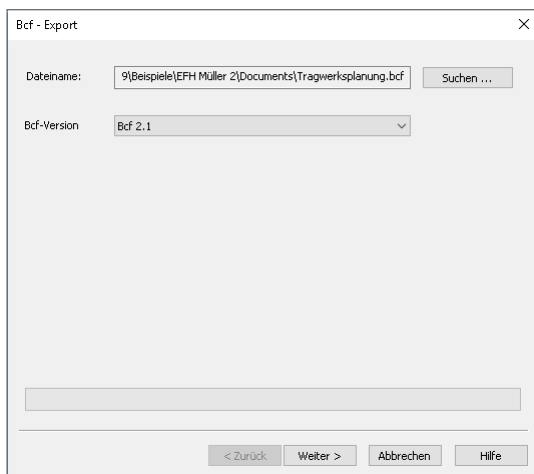 Bcf - Export
Dateiname: 9\Beispiele\EFH Müller 2\Documents\Tragwerksplanung.bcf Suchen ...
Bcf-Version Bcf 2.1
< Zurück Weiter > Abbrechen Hilfe